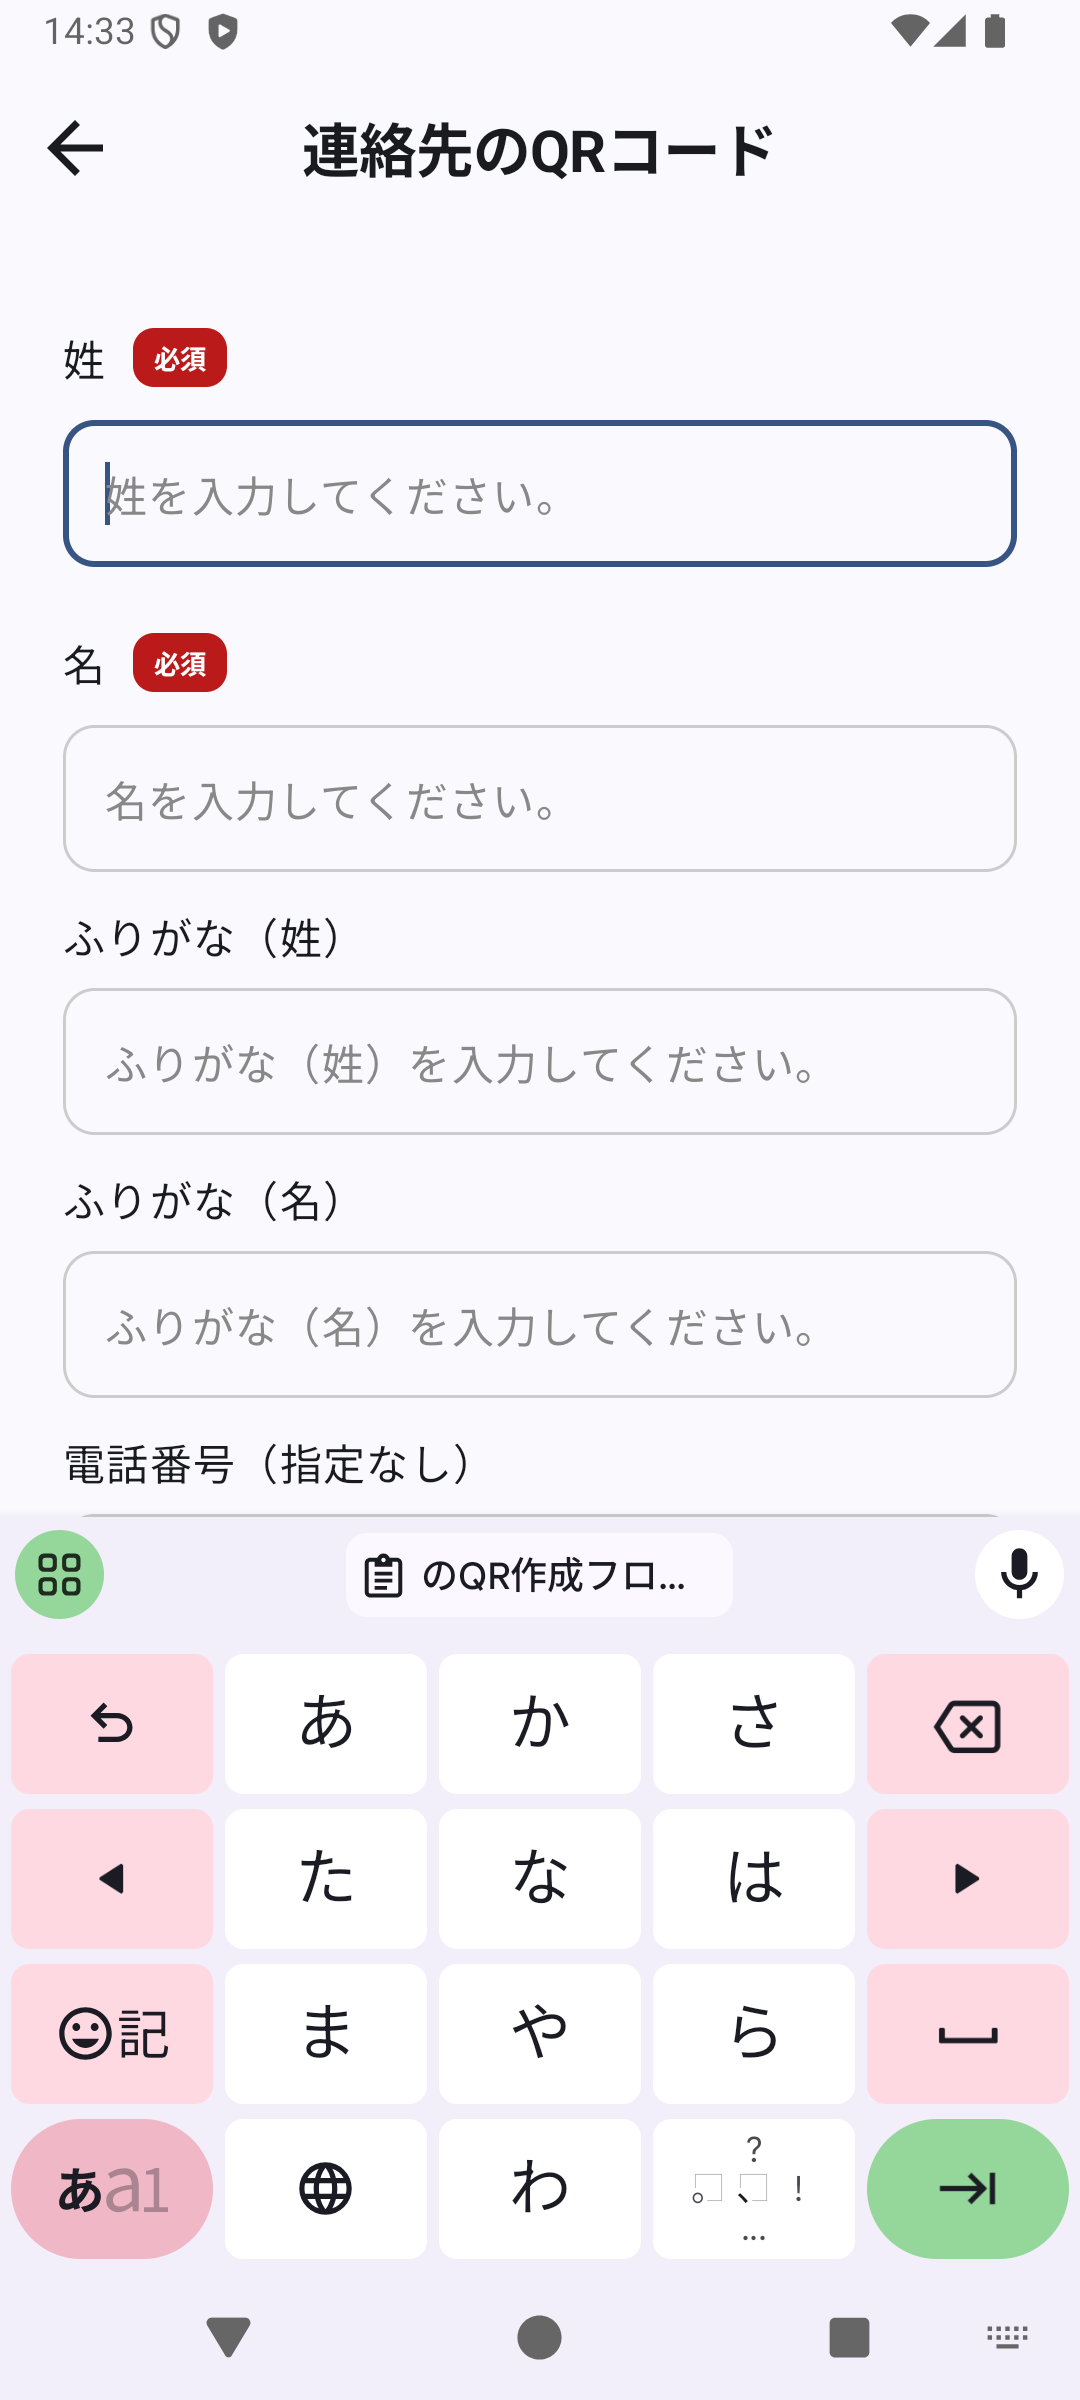 14:33
連絡先のQRコード
姓 必須
姓を入力してください。
名 必須
名を入力してください。
ふりがな（姓）
ふりがな（姓）を入力してください。
ふりがな（名）
ふりがな（名）を入力してください。
電話番号（指定なし）
のQR作成フロ...
あ か さ
た な は
記 ま や ら
あa1 わ 。?、!…